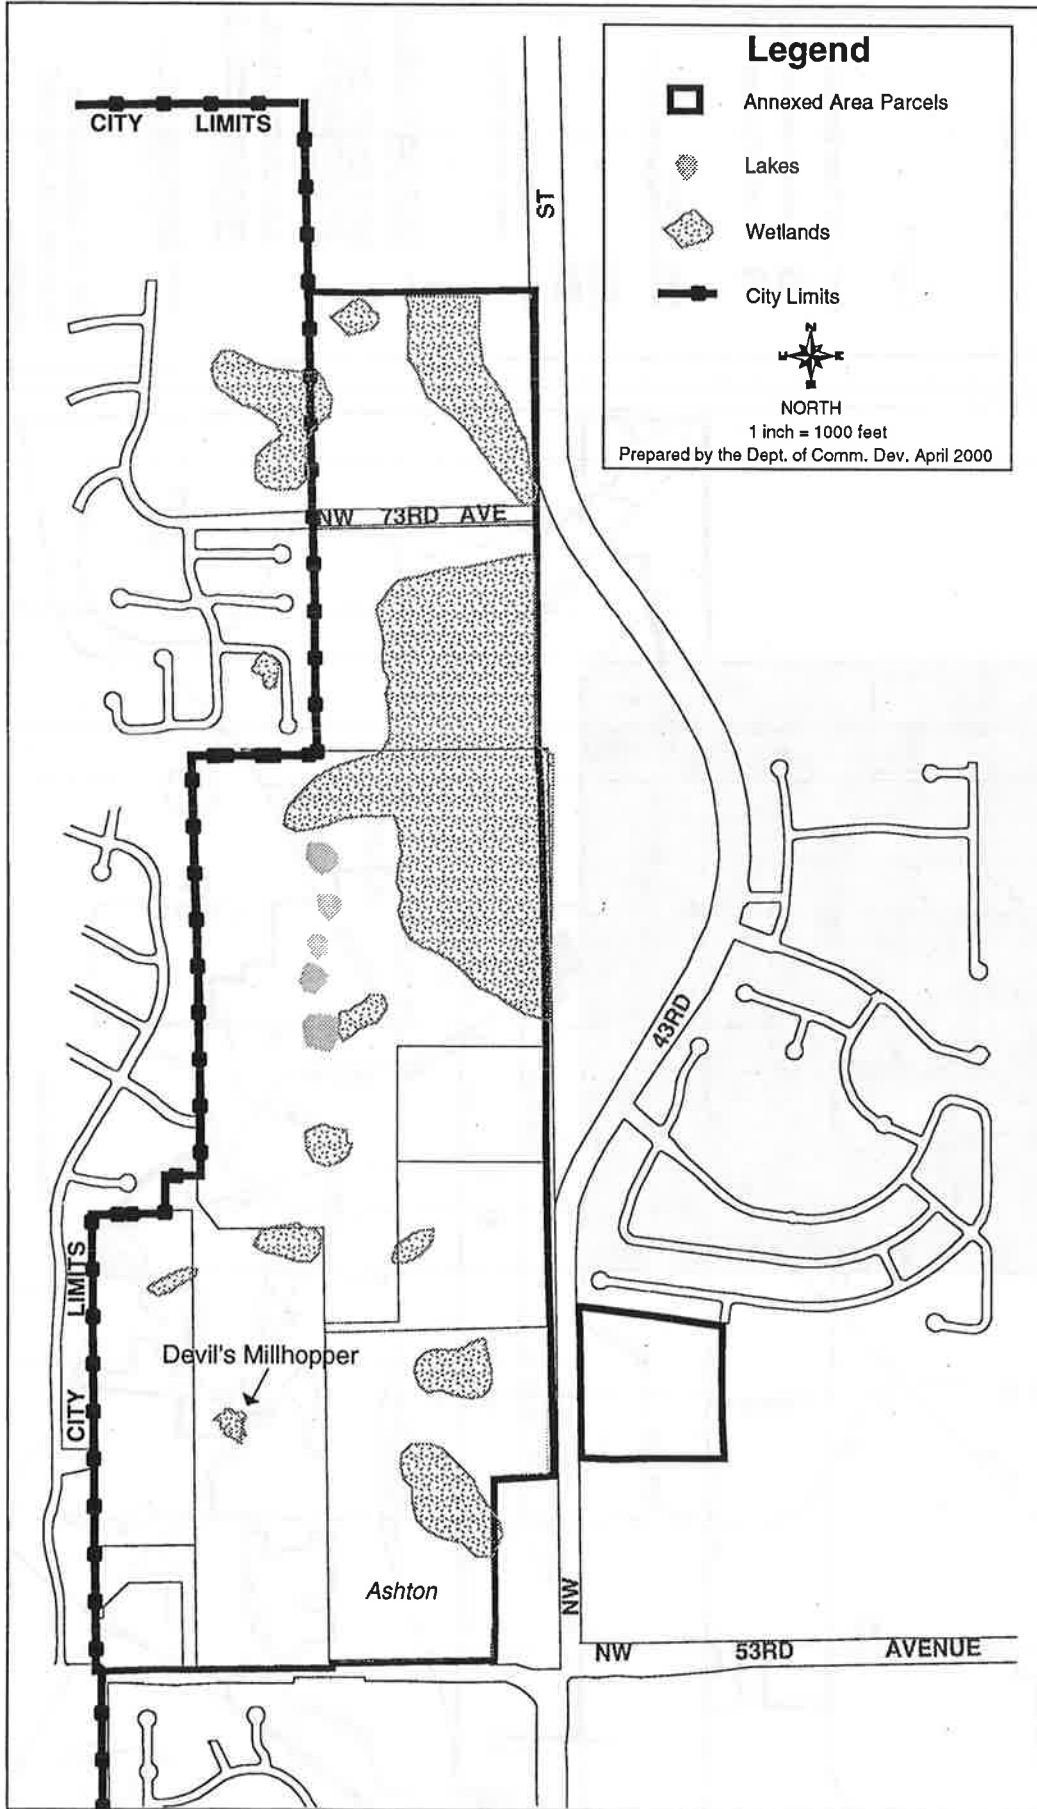 Legend
Annexed Area Parcels
Lakes
Wetlands
City Limits
N
NORTH
1 inch = 1000 feet
Prepared by the Dept. of Comm. Dev. April 2000
CITY LIMITS
ST
NW 73RD AVE
43RD
LIMITS
CITY
Devil's Millhopper
Ashton
NW
NW 53RD AVENUE